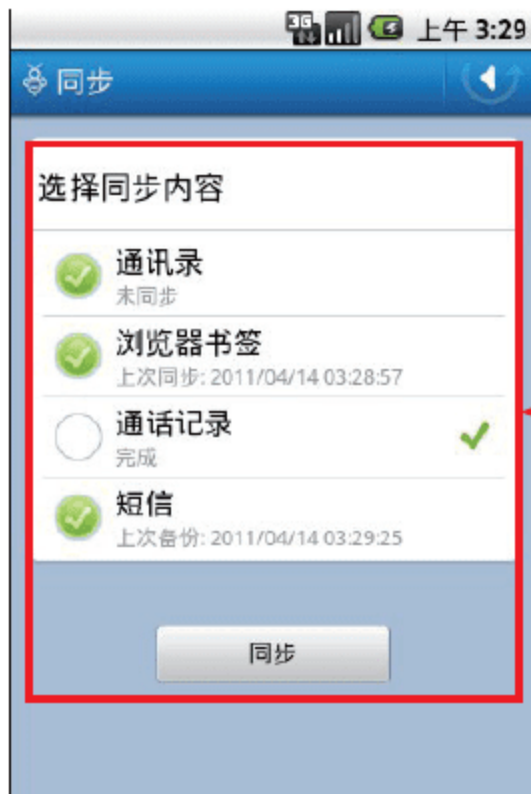 3G 上午 3:29
同步
选择同步内容
通讯录
未同步
浏览器书签
上次同步: 2011/04/14 03:28:57
通话记录
完成
短信
上次备份: 2011/04/14 03:29:25
同步